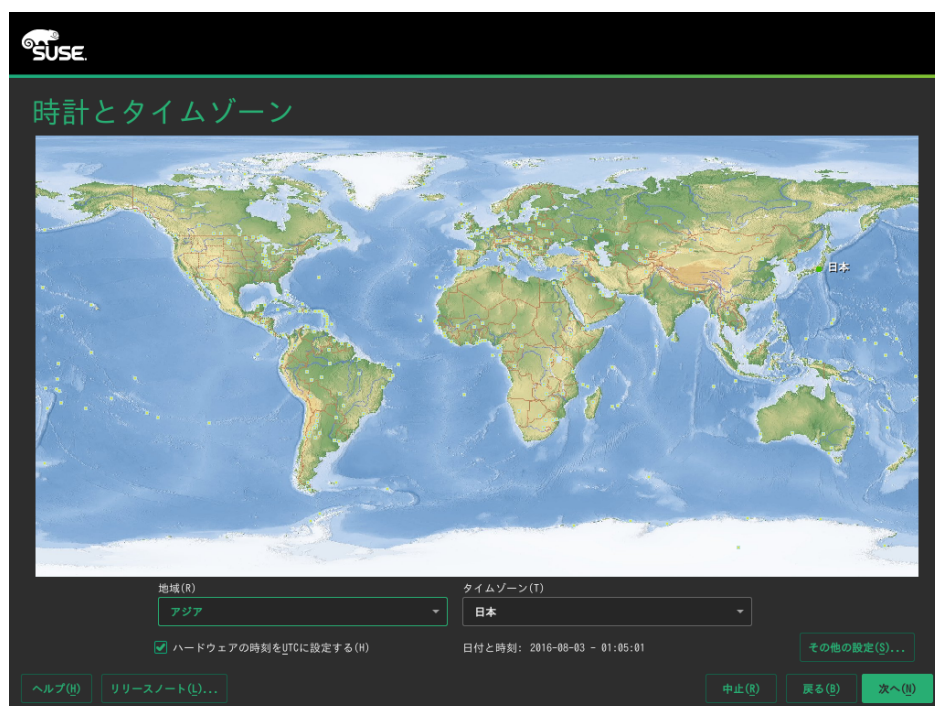 SUSE.
時計とタイムゾーン
日本
地域(R)
タイムゾーン(T)
アジア
日本
ハードウェアの時刻をUTCに設定する(H)
日付と時刻: 2016-08-03 - 01:05:01
その他の設定(S)...
ヘルプ(H)
リリースノート(L)...
中止(R)
戻る(B)
次へ(N)